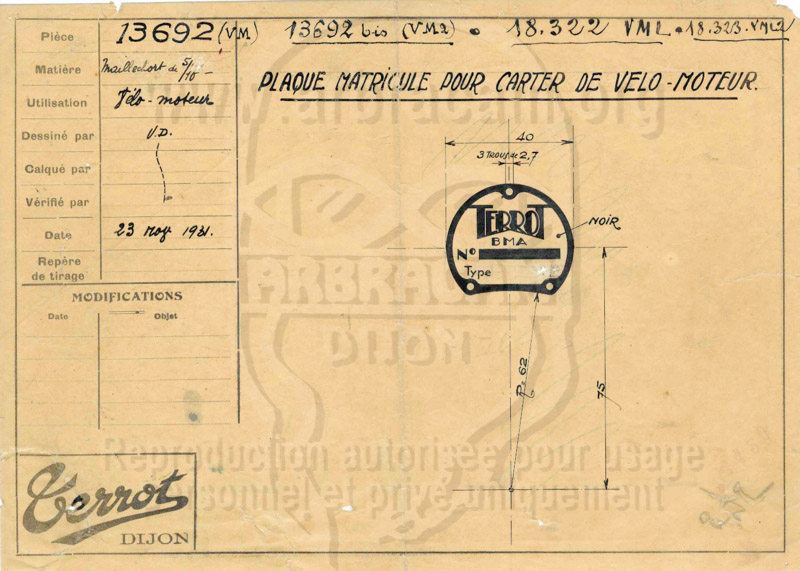 Pièce 13692 (VM) 13692 bis (VM2) • 18.322 VML • 18.323.VML2
Matière Maillechort de 5/10
Utilisation Vélo-moteur
Dessiné par V.D.
Calqué par
Vérifié par
Date 23 nov 1931.
Repère
de tirage
MODIFICATIONS
Date Objet
PLAQUE MATRICULE POUR CARTER DE VELO-MOTEUR.
40
3 TROUS de 2,7
TERROT
BMA
N°
Type
NOIR
R=62
75
www.arbracam.org
ARBRACAM
DIJON
Reproduction autorisée pour usage
personnel et privé uniquement
Terrot
DIJON